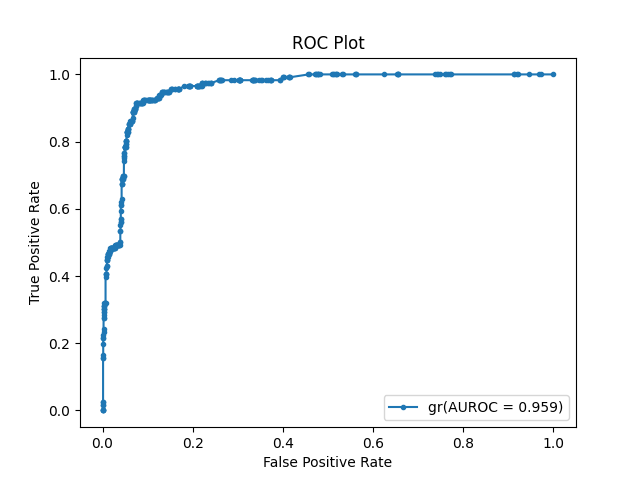 ROC Plot
True Positive Rate
1.0
0.8
0.6
0.4
0.2
0.0
0.0 0.2 0.4 0.6 0.8 1.0
False Positive Rate
gr(AUROC = 0.959)